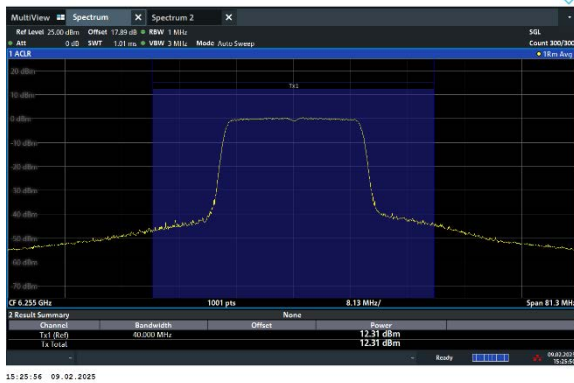 MultiView Spectrum X Spectrum 2 X
Ref Level 25.00 dBm Offset 17.89 dB RBW 1 MHz SGL
Att 0 dB SWT 1.01 ms VBW 3 MHz Mode Auto Sweep Count 300/300
1 ACLR 1Rm Avg
20 dBm
Tx1
10 dBm
0 dBm
-10 dBm
-20 dBm
-30 dBm
-40 dBm
-50 dBm
-60 dBm
-70 dBm
CF 6.255 GHz 1001 pts 8.13 MHz/ Span 81.3 MHz
2 Result Summary None
Channel Bandwidth Offset Power
Tx1 (Ref) 40.000 MHz 12.31 dBm
Tx Total 12.31 dBm
Ready 09.02.2025
15:25:56
15:25:56 09.02.2025